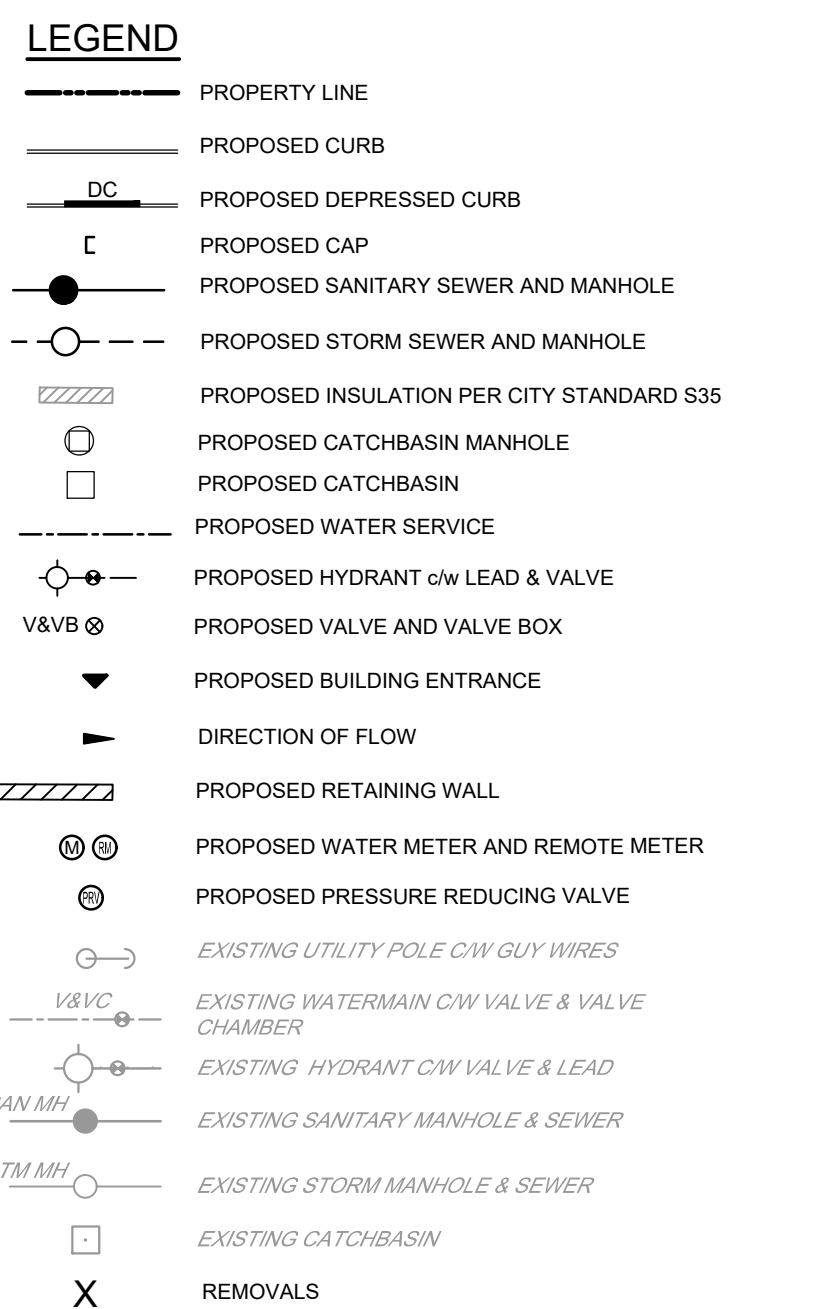 LEGEND
PROPERTY LINE
PROPOSED CURB
DC
PROPOSED DEPRESSED CURB
PROPOSED CAP
PROPOSED SANITARY SEWER AND MANHOLE
PROPOSED STORM SEWER AND MANHOLE
PROPOSED INSULATION PER CITY STANDARD S35
PROPOSED CATCHBASIN MANHOLE
PROPOSED CATCHBASIN
PROPOSED WATER SERVICE
PROPOSED HYDRANT c/w LEAD & VALVE
V&VB PROPOSED VALVE AND VALVE BOX
PROPOSED BUILDING ENTRANCE
DIRECTION OF FLOW
PROPOSED RETAINING WALL
M RM PROPOSED WATER METER AND REMOTE METER
PRV PROPOSED PRESSURE REDUCING VALVE
EXISTING UTILITY POLE C/W GUY WIRES
V&VC EXISTING WATERMAIN C/W VALVE & VALVE
CHAMBER
EXISTING HYDRANT C/W VALVE & LEAD
AN MH
EXISTING SANITARY MANHOLE & SEWER
TM MH
EXISTING STORM MANHOLE & SEWER
EXISTING CATCHBASIN
X REMOVALS